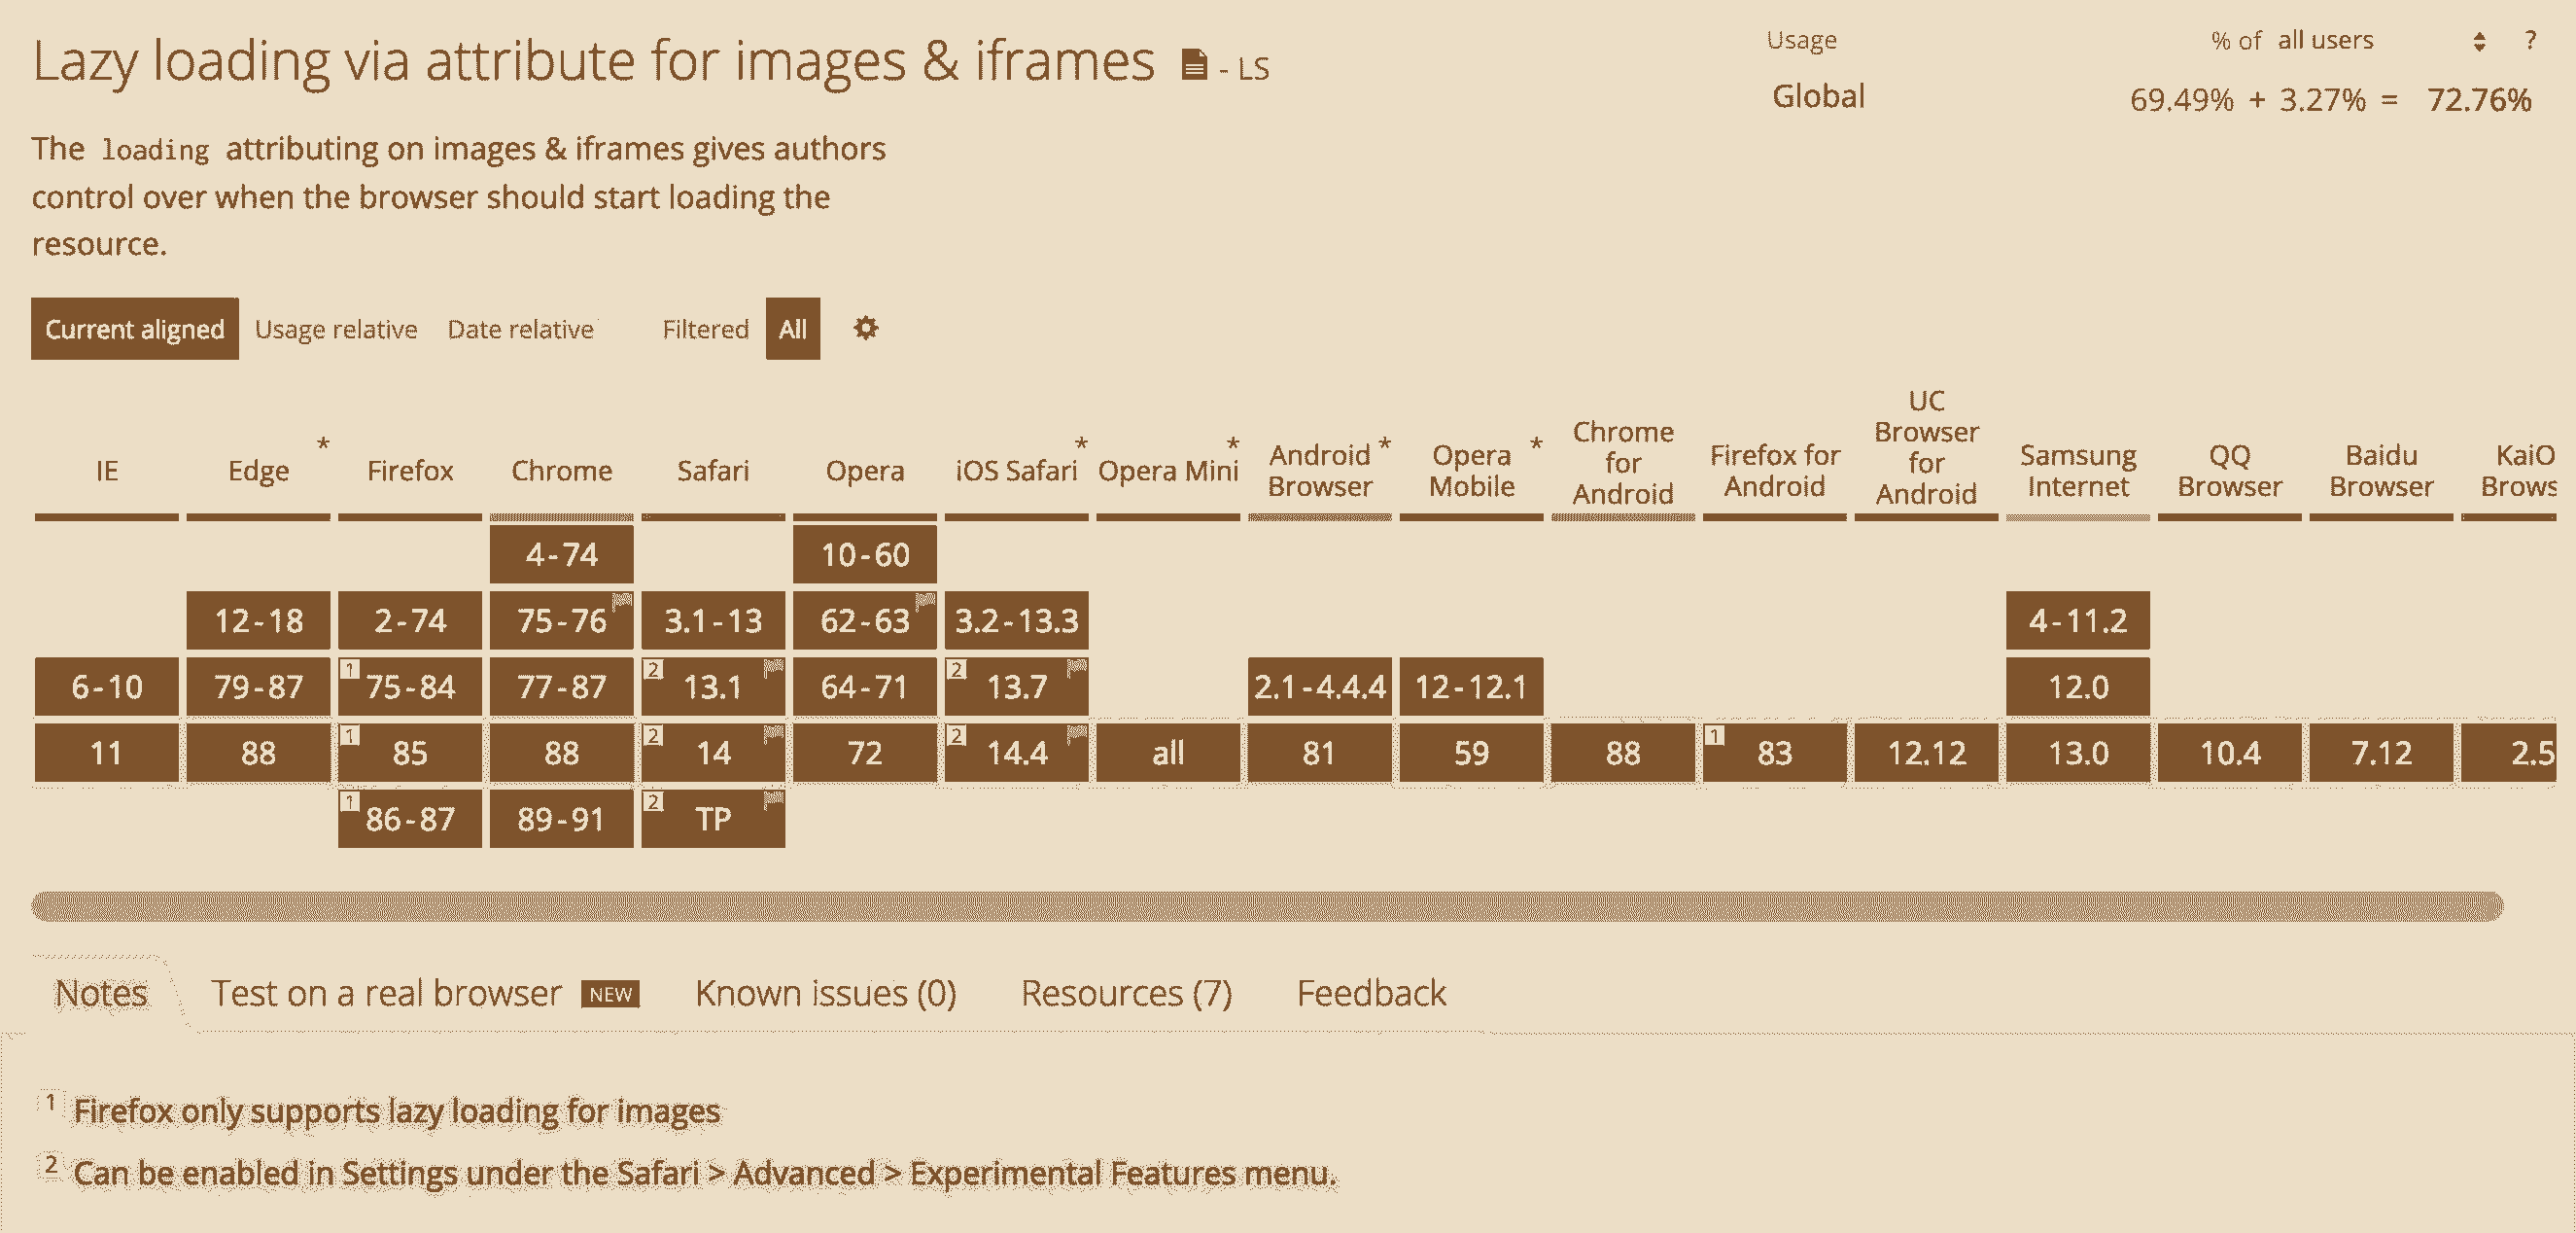 Lazy loading via attribute for images & iframes - LS
Usage % of all users ?
Global 69.49% + 3.27% = 72.76%
The loading attributing on images & iframes gives authors
control over when the browser should start loading the
resource.
Current aligned Usage relative Date relative Filtered All
IE Edge * Firefox Chrome Safari Opera iOS Safari * Opera Mini * Android Browser * Opera Mobile * Chrome for Android Firefox for Android UC Browser for Android Samsung Internet QQ Browser Baidu Browser KaiO Brows
4-74 10-60
12-18 2-74 75-76 3.1-13 62-63 3.2-13.3 4-11.2
6-10 79-87 1 75-84 77-87 2 13.1 64-71 2 13.7 2.1-4.4.4 12-12.1 12.0
11 88 1 85 88 2 14 72 2 14.4 all 81 59 88 1 83 12.12 13.0 10.4 7.12 2.5
1 86-87 89-91 2 TP
Notes Test on a real browser NEW Known issues (0) Resources (7) Feedback
1 Firefox only supports lazy loading for images
2 Can be enabled in Settings under the Safari > Advanced > Experimental Features menu.